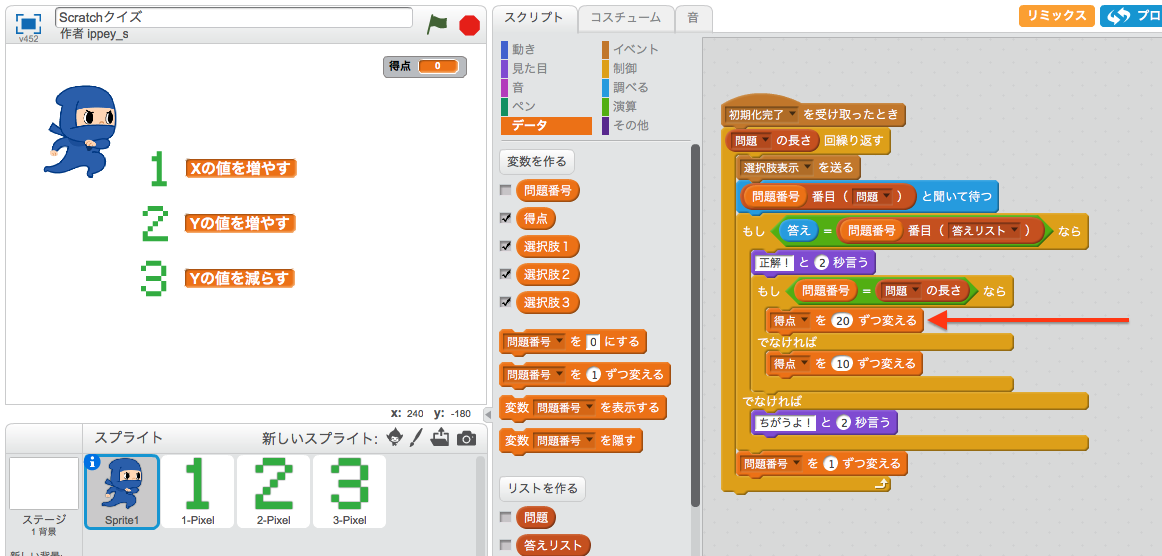 Scratchクイズ
作者 ippey_s
v452
得点 0
1 Xの値を増やす
2 Yの値を増やす
3 Yの値を減らす
x: 240 y: -180
スプライト 新しいスプライト:
ステージ
1 背景
新しい背景:
Sprite1
1-Pixel
2-Pixel
3-Pixel
スクリプト コスチューム 音
リミックス プロ
動き イベント
見た目 制御
音 調べる
ペン 演算
データ その他
変数を作る
問題番号
得点
選択肢1
選択肢2
選択肢3
問題番号 を 0 にする
問題番号 を 1 ずつ変える
変数 問題番号 を表示する
変数 問題番号 を隠す
リストを作る
問題
答えリスト
初期化完了 を受け取ったとき
問題 の長さ 回繰り返す
選択肢表示 を送る
問題番号 番目 ( 問題 ) と聞いて待つ
もし 答え = 問題番号 番目 ( 答えリスト ) なら
正解! と 2 秒言う
もし 問題番号 = 問題 の長さ なら
得点 を 20 ずつ変える
でなければ
得点 を 10 ずつ変える
でなければ
ちがうよ! と 2 秒言う
問題番号 を 1 ずつ変える